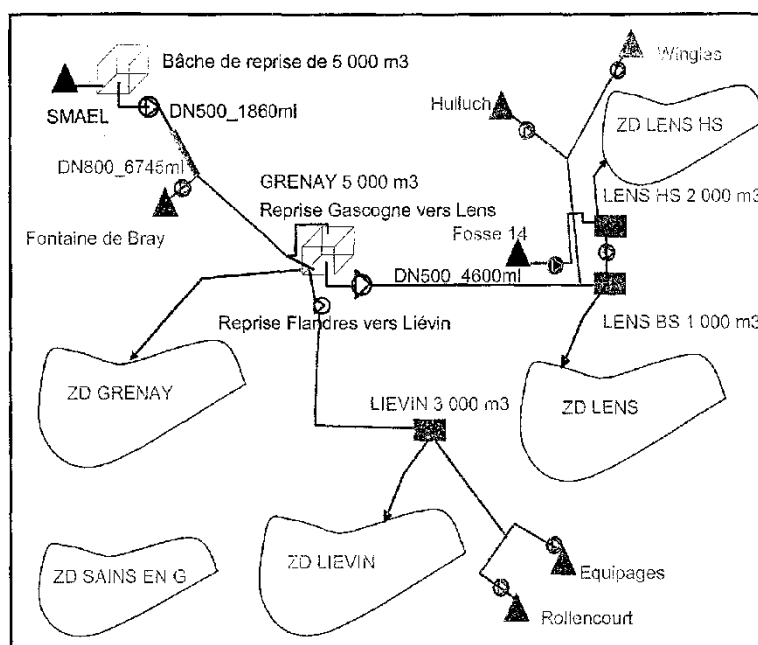 Bâche de reprise de 5 000 m3
Wingles
SMAEL
DN500_1860ml
Hulluch
ZD LENS HS
DN800_6745ml
GRENAY 5 000 m3
LENS HS 2 000 m3
Reprise Gascogne vers Lens
Fosse 14
Fontaine de Bray
DN500_4600ml
Reprise Flandres vers Liévin
LENS BS 1 000 m3
ZD GRENAY
LIEVIN 3 000 m3
ZD LENS
ZD SAINS EN G
ZD LIEVIN
Equipages
Rollencourt